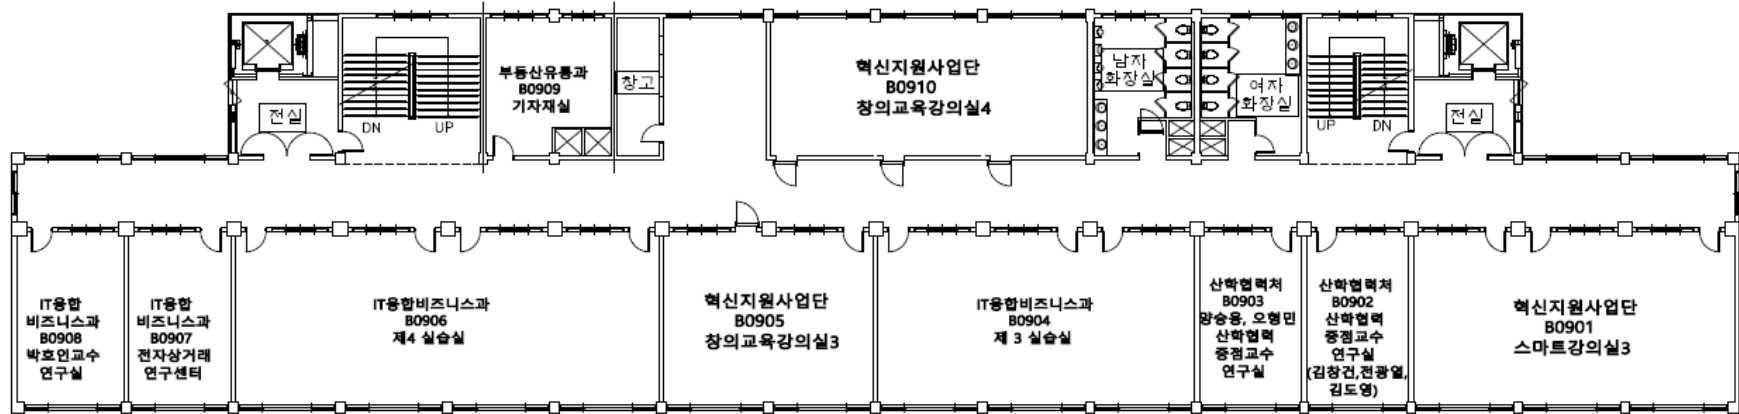 부동산유통과
B0909
기자재실
창고
혁신지원사업단
B0910
창의교육강의실4
남자
화장실
여자
화장실
전실
DN
UP
UP
DN
전실
IT융합
비즈니스과
B0908
박호인교수
연구실
IT융합
비즈니스과
B0907
전자상거래
연구센터
IT융합비즈니스과
B0906
제4 실습실
혁신지원사업단
B0905
창의교육강의실3
IT융합비즈니스과
B0904
제 3 실습실
산학협력처
B0903
양승용, 오형민
산학협력
중점교수
연구실
산학협력처
B0902
산학협력
중점교수
연구실
(김창건,전광열,
김도영)
혁신지원사업단
B0901
스마트강의실3